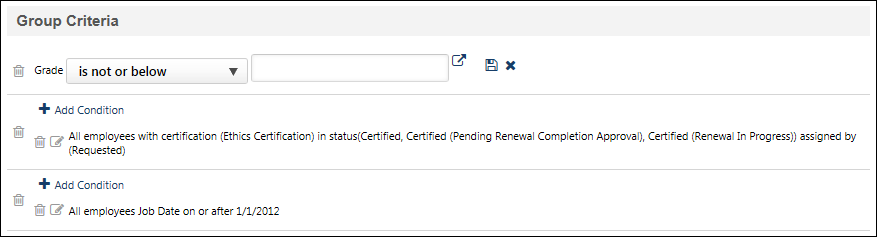 Group Criteria
Grade is not or below
Add Condition
All employees with certification (Ethics Certification) in status(Certified, Certified (Pending Renewal Completion Approval), Certified (Renewal In Progress)) assigned by
(Requested)
Add Condition
All employees Job Date on or after 1/1/2012